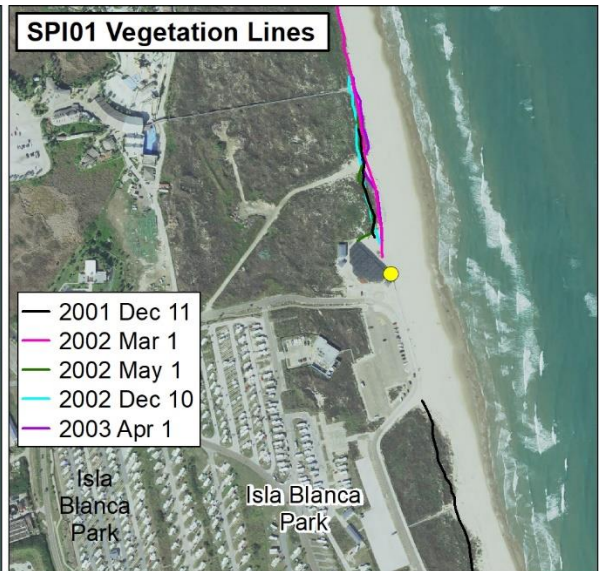 SPI01 Vegetation Lines
2001 Dec 11
2002 Mar 1
2002 May 1
2002 Dec 10
2003 Apr 1
Isla
Blanca
Park
Isla Blanca
Park